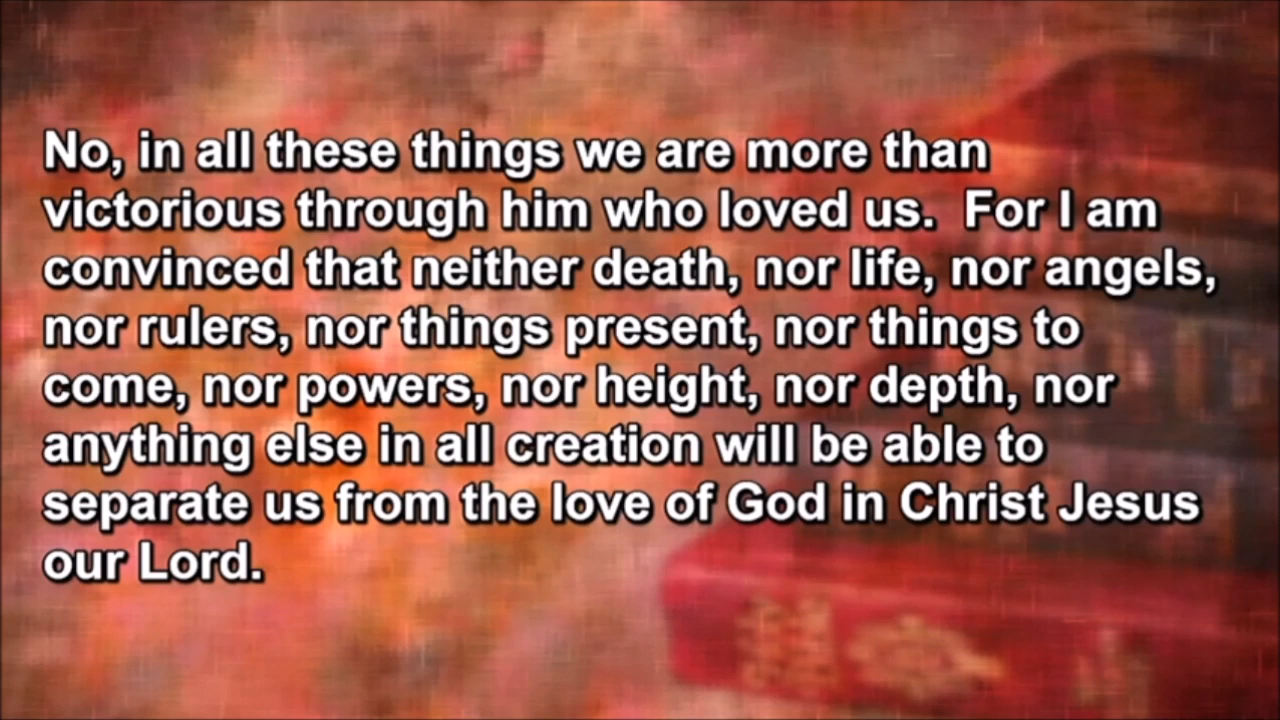 No, in all these things we are more than
victorious through him who loved us.  For I am
convinced that neither death, nor life, nor angels,
nor rulers, nor things present, nor things to
come, nor powers, nor height, nor depth, nor
anything else in all creation will be able to
separate us from the love of God in Christ Jesus
our Lord.